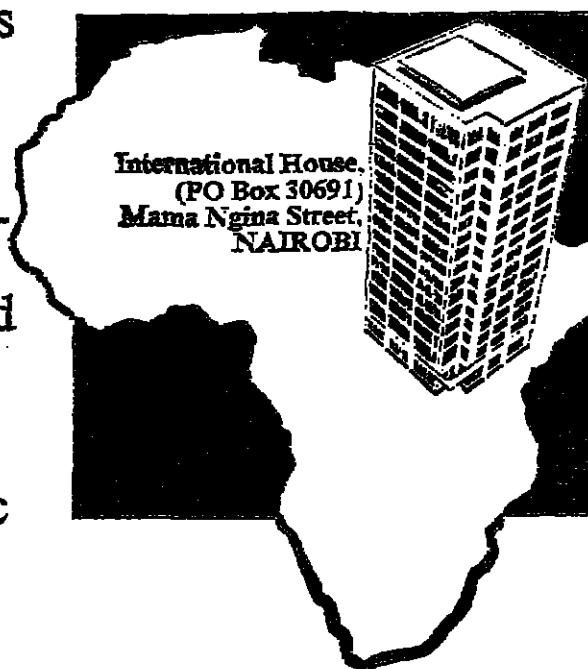 International House,
(PO Box 30691)
Mama Ngina Street,
NAIROBI